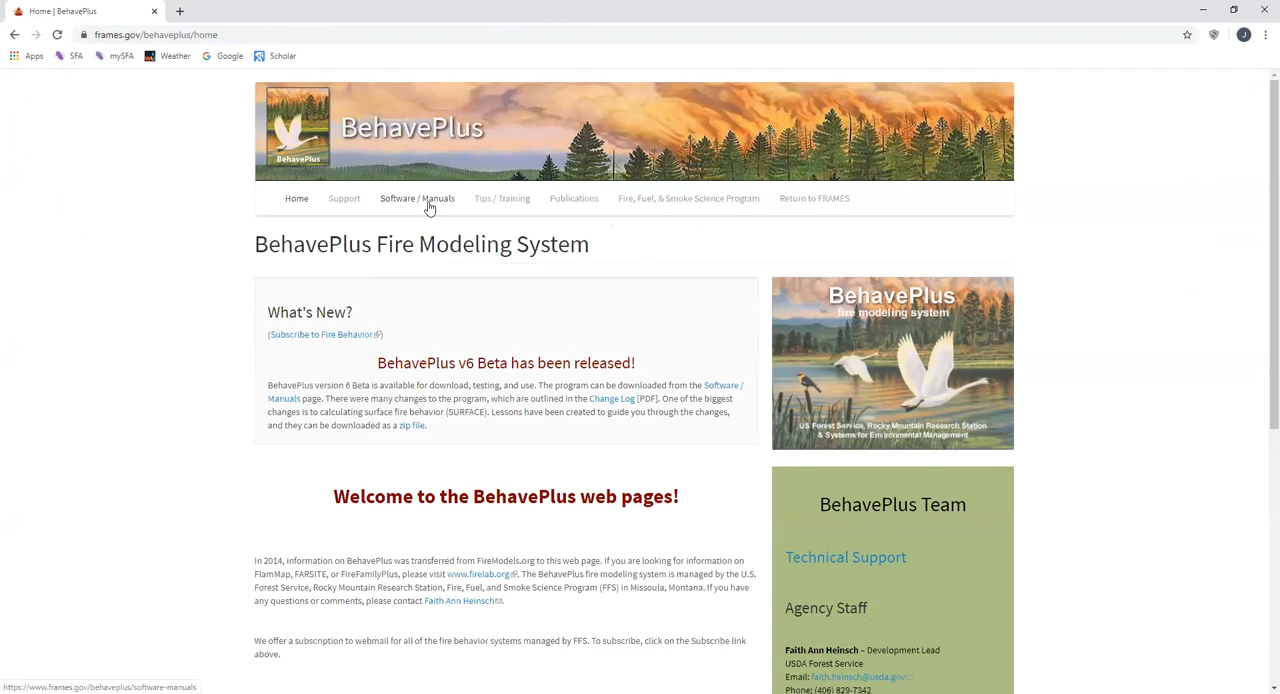 Home | BehavePlus
frames.gov/behaveplus/home
J
Apps SFA mySFA Weather Google Scholar
BehavePlus
BehavePlus
Home Support Software / Manuals Tips / Training Publications Fire, Fuel, & Smoke Science Program Return to FRAMES
BehavePlus Fire Modeling System
What's New?
(Subscribe to Fire Behavior)
BehavePlus v6 Beta has been released!
BehavePlus version 6 Beta is available for download, testing, and use. The program can be downloaded from the Software /
Manuals page. There were many changes to the program, which are outlined in the Change Log [PDF]. One of the biggest
changes is to calculating surface fire behavior (SURFACE). Lessons have been created to guide you through the changes,
and they can be downloaded as a zip file.
BehavePlus
fire modeling system
US Forest Service, Rocky Mountain Research Station
& Systems for Environmental Management
Welcome to the BehavePlus web pages!
In 2014, information on BehavePlus was transferred from FireModels.org to this web page. If you are looking for information on
FlamMap, FARSITE, or FireFamilyPlus, please visit www.firelab.org. The BehavePlus fire modeling system is managed by the U.S.
Forest Service, Rocky Mountain Research Station, Fire, Fuel, and Smoke Science Program (FFS) in Missoula, Montana. If you have
any questions or comments, please contact Faith Ann Heinsch.
We offer a subscription to webmail for all of the fire behavior systems managed by FFS. To subscribe, click on the Subscribe link
above.
BehavePlus Team
Technical Support
Agency Staff
Faith Ann Heinsch – Development Lead
USDA Forest Service
Email: faith.heinsch@usda.gov
Phone: (406) 829-7342
https://www.frames.gov/behaveplus/software-manuals